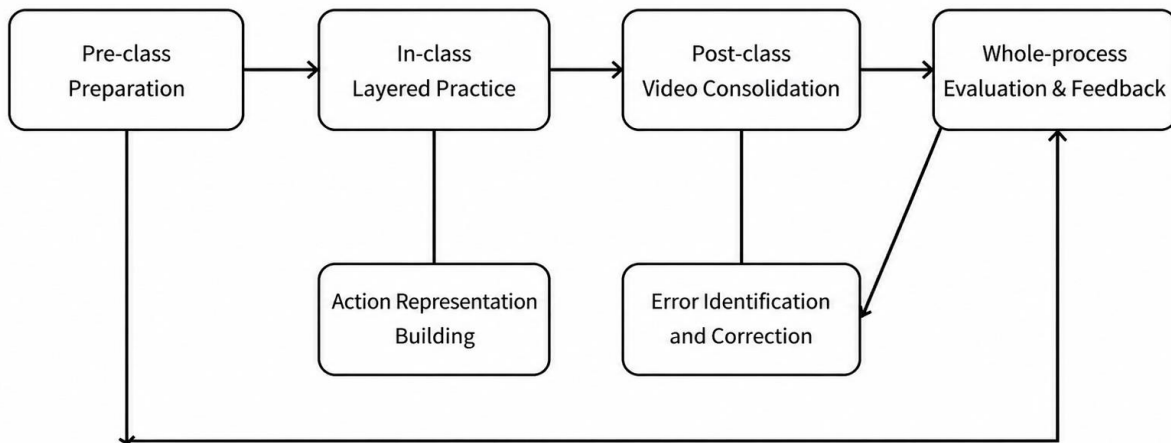 Pre-class
Preparation
In-class
Layered Practice
Post-class
Video Consolidation
Whole-process
Evaluation & Feedback
Action Representation
Building
Error Identification
and Correction